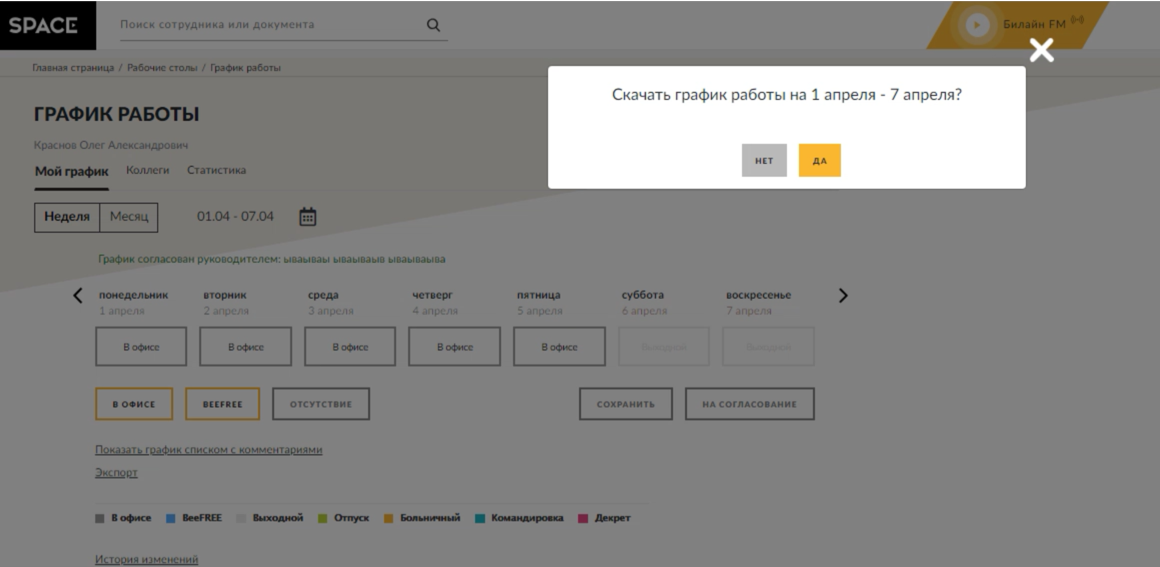 SPACE Поиск сотрудника или документа Билайн FM
Главная страница / Рабочие столы / График работы
Скачать график работы на 1 апреля - 7 апреля?
НЕТ ДА
ГРАФИК РАБОТЫ
Краснов Олег Александрович
Мой график Коллеги Статистика
Неделя Месяц 01.04 - 07.04
График согласован руководителем: ываываы ываываыв ываываыва
понедельник вторник среда четверг пятница суббота воскресенье
1 апреля 2 апреля 3 апреля 4 апреля 5 апреля 6 апреля 7 апреля
В офисе В офисе В офисе В офисе В офисе Выходной Выходной
В ОФИСЕ BEEFREE ОТСУТСТВИЕ СОХРАНИТЬ НА СОГЛАСОВАНИЕ
Показать график списком с комментариями
Экспорт
В офисе BeeFREE Выходной Отпуск Больничный Командировка Декрет
История изменений